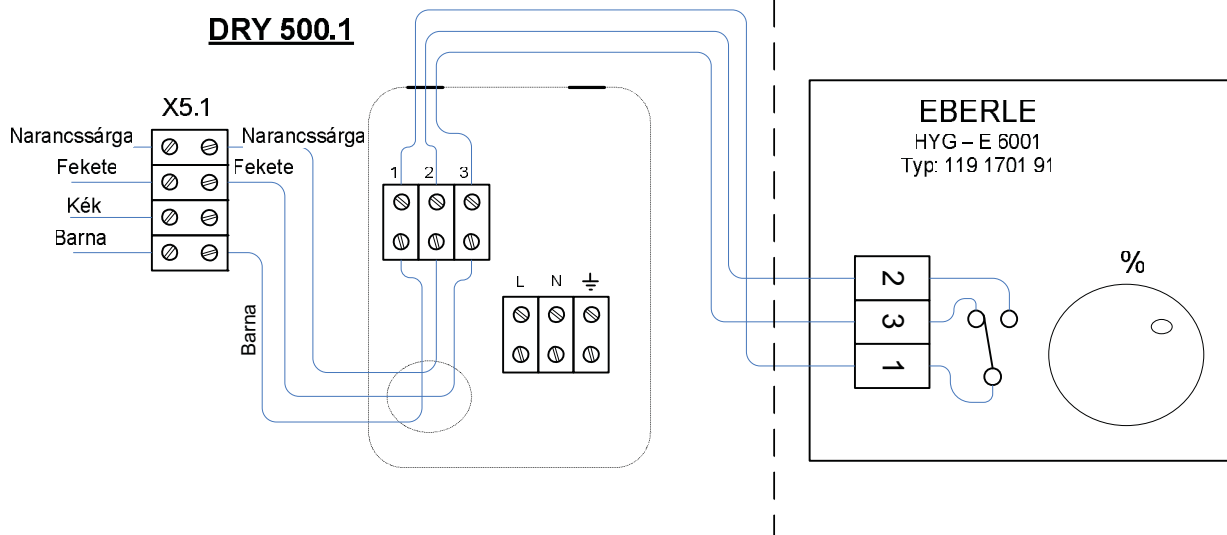 DRY 500.1
X5.1
Narancssárga
Narancssárga
Fekete
Fekete
Kék
Barna
Barna
1 2 3
L N
EBERLE
HYG – E 6001
Typ: 119 1701 91
%
2
3
1